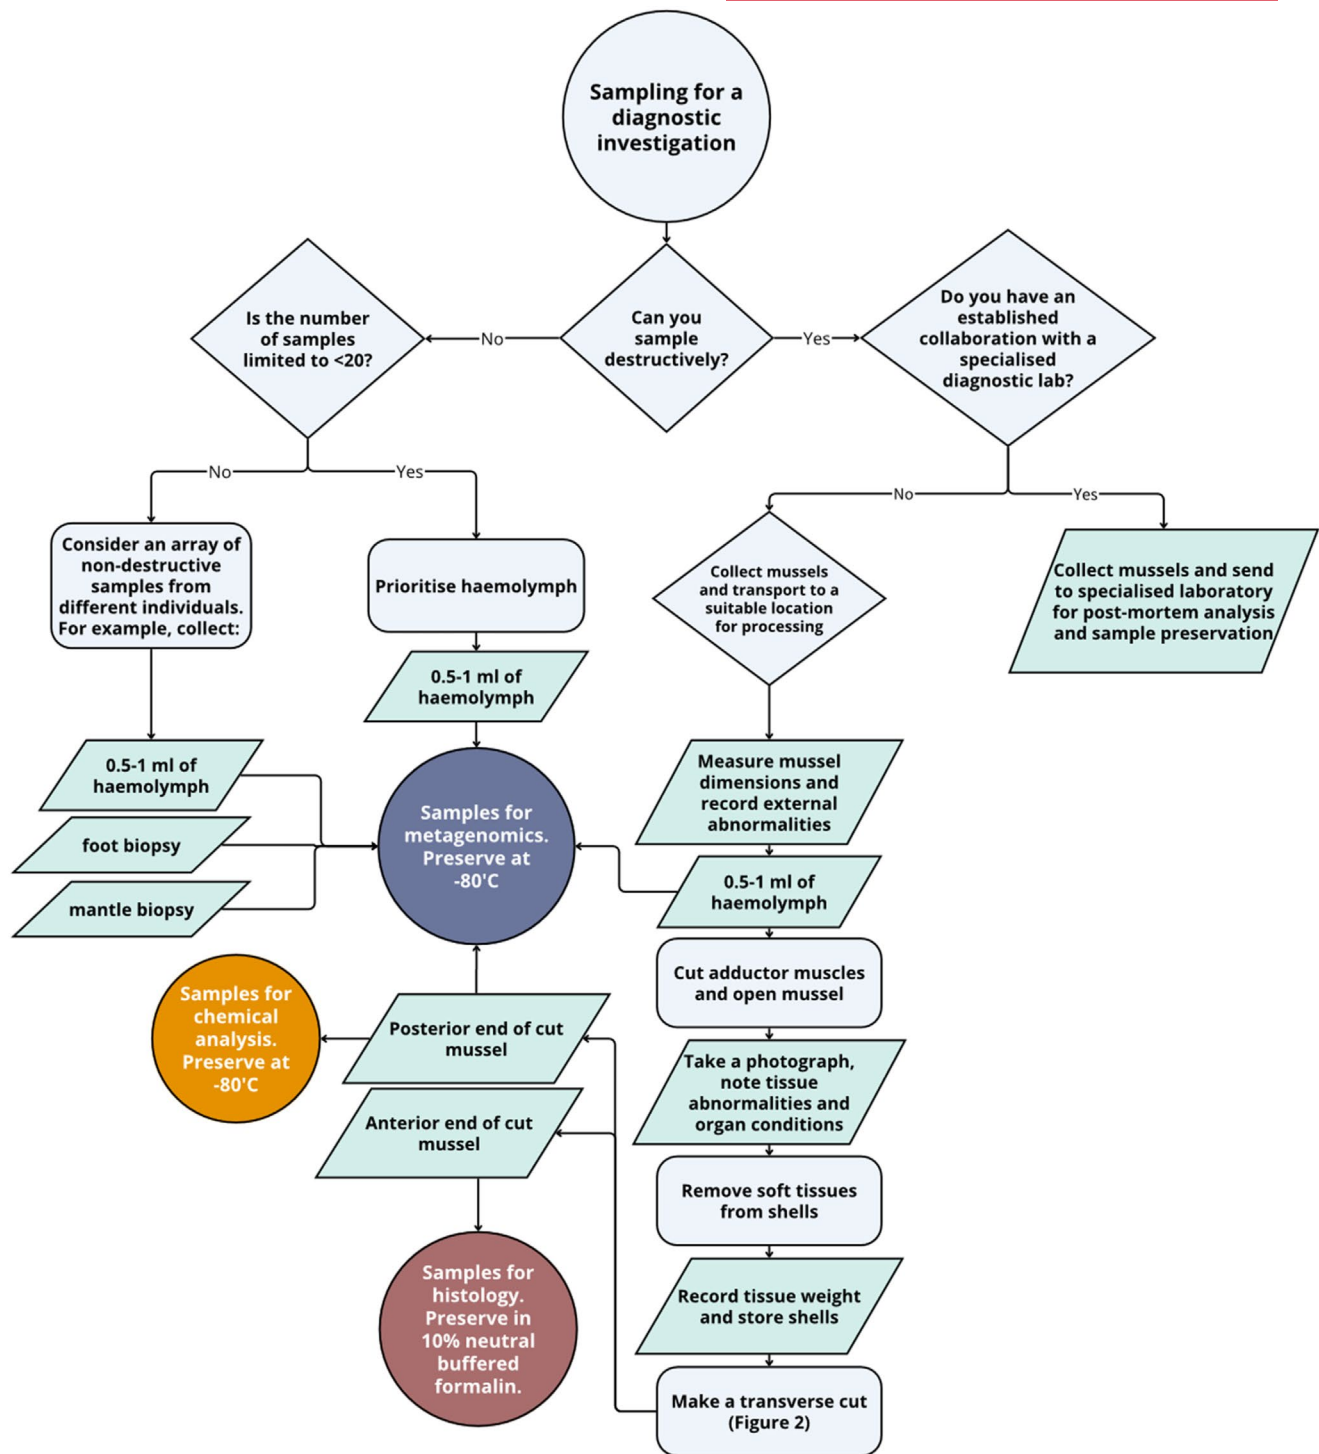 Sampling for a
diagnostic
investigation
Is the number
of samples
limited to <20?
No
Can you
sample
destructively?
Yes
Do you have an
established
collaboration with a
specialised
diagnostic lab?
No
Yes
No
Yes
Consider an array of
non-destructive
samples from
different individuals.
For example, collect:
Prioritise haemolymph
Collect mussels
and transport to a
suitable location
for processing
Collect mussels and send
to specialised laboratory
for post-mortem analysis
and sample preservation
0.5-1 ml of
haemolymph
0.5-1 ml of
haemolymph
foot biopsy
mantle biopsy
Samples for
metagenomics.
Preserve at
-80'C
Measure mussel
dimensions and
record external
abnormalities
0.5-1 ml of
haemolymph
Cut adductor muscles
and open mussel
Samples for
chemical
analysis.
Preserve at
-80'C
Posterior end of cut
mussel
Take a photograph,
note tissue
abnormalities and
organ conditions
Anterior end of cut
mussel
Remove soft tissues
from shells
Samples for
histology.
Preserve in
10% neutral
buffered
formalin.
Record tissue weight
and store shells
Make a transverse cut
(Figure 2)